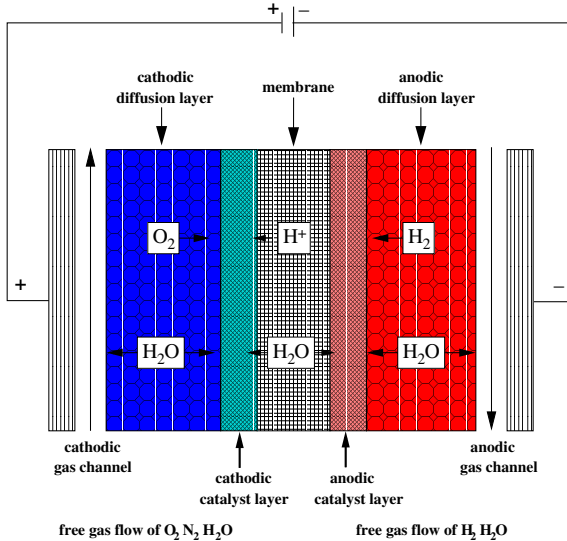 + −
cathodic
diffusion layer
membrane
anodic
diffusion layer
O₂
H⁺
H₂
+
−
H₂O
H₂O
H₂O
cathodic
gas channel
anodic
gas channel
cathodic
catalyst layer
anodic
catalyst layer
free gas flow of O₂ N₂ H₂O
free gas flow of H₂ H₂O